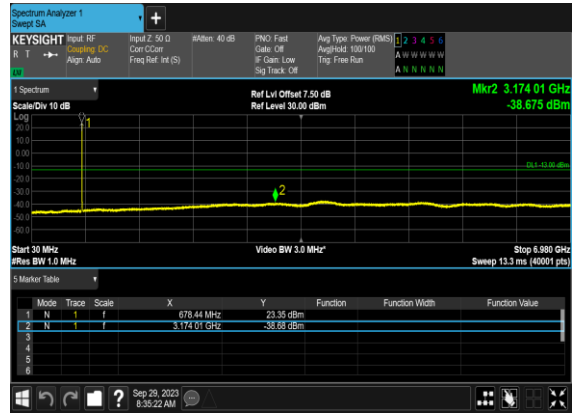 Spectrum Analyzer 1
Swept SA
+
KEYSIGHT Input: RF Input Z: 50 Ω #Atten: 40 dB PNO: Fast Avg Type: Power (RMS) 1 2 3 4 5 6
R T Coupling: DC Corr CCorr Gate: Off Avg|Hold: 100/100 A W W W W W
Align: Auto Freq Ref: Int (S) IF Gain: Low Trig: Free Run
LW Sig Track: Off A N N N N N
1 Spectrum Ref Lvl Offset 7.50 dB Mkr2 3.174 01 GHz
Scale/Div 10 dB Ref Level 30.00 dBm -38.675 dBm
Log
1
20.0
10.0
0.00
-10.0
DL1 -13.00 dBm
-20.0
-30.0
2
-40.0
-50.0
-60.0
Start 30 MHz Video BW 3.0 MHz* Stop 6.980 GHz
#Res BW 1.0 MHz Sweep 13.3 ms (40001 pts)
5 Marker Table
Mode Trace Scale X Y Function Function Width Function Value
1 N 1 f 678.44 MHz 23.35 dBm
2 N 1 f 3.174 01 GHz -38.68 dBm
3
4
5
6
? Sep 29, 2023
8:35:22 AM